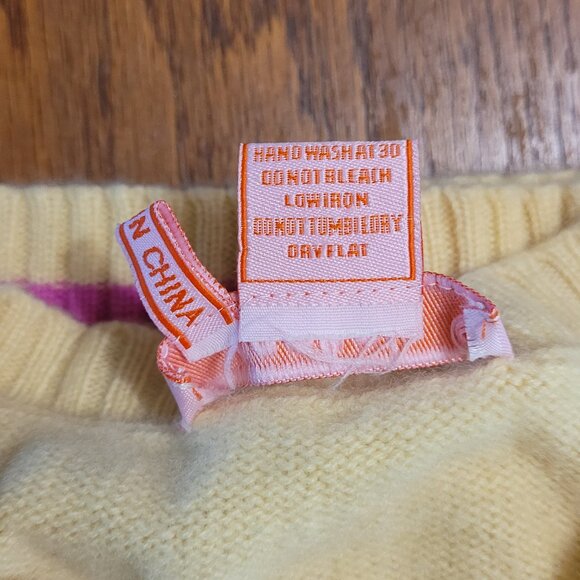 HAND WASH AT 30°
DO NOT BLEACH
LOW IRON
DO NOT TUMBLE DRY
DRY FLAT
N CHINA